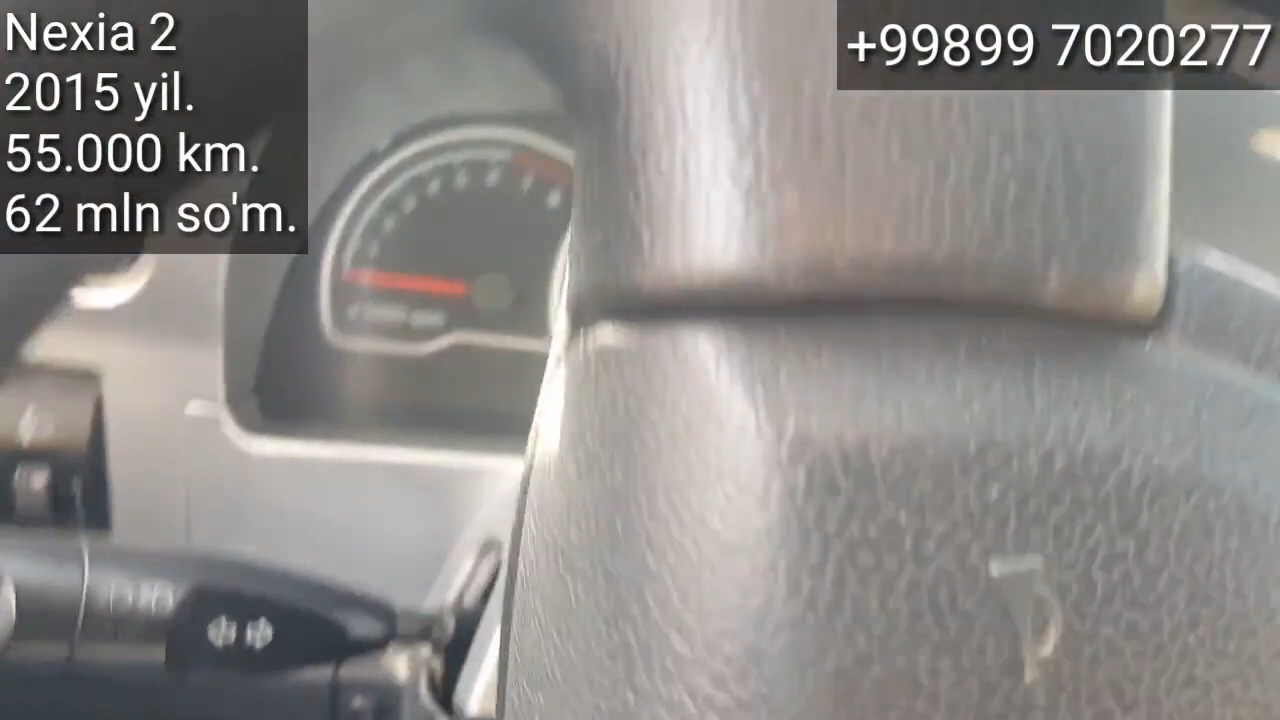 Nexia 2
2015 yil.
55.000 km.
62 mln so'm.
+99899 7020277